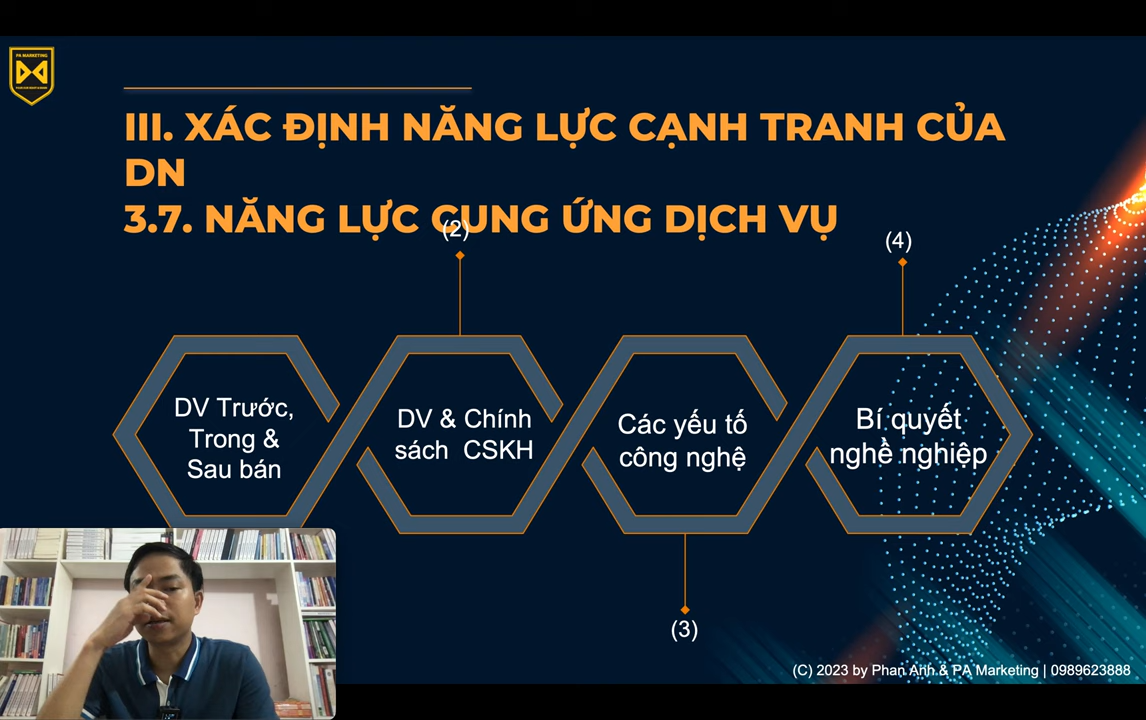 PA MARKETING
III. XÁC ĐỊNH NĂNG LỰC CẠNH TRANH CỦA
DN
3.7. NĂNG LỰC CUNG ỨNG DỊCH VỤ
(2)
(4)
DV Trước,
Trong &
Sau bán
DV & Chính
sách CSKH
Các yếu tố
công nghệ
Bí quyết
nghề nghiệp
(3)
(C) 2023 by Phan Anh & PA Marketing | 0989623888